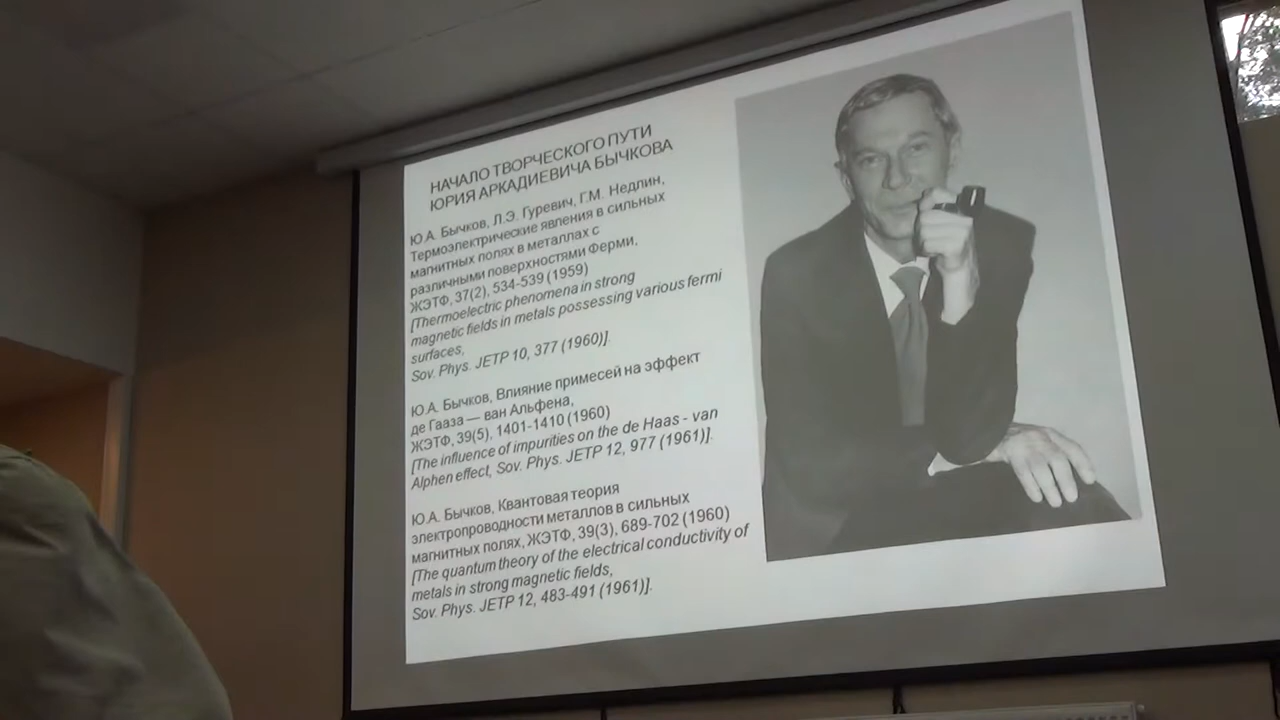 НАЧАЛО ТВОРЧЕСКОГО ПУТИ
ЮРИЯ АРКАДИЕВИЧА БЫЧКОВА
Ю.А. Бычков, Л.Э. Гуревич, Г.М. Недлин,
Термоэлектрические явления в сильных
магнитных полях в металлах с
различными поверхностями Ферми,
ЖЭТФ, 37(2), 534-539 (1959)
[Thermoelectric phenomena in strong
magnetic fields in metals possessing various fermi
surfaces,
Sov. Phys. JETP 10, 377 (1960)].
Ю.А. Бычков, Влияние примесей на эффект
де Гааза — ван Альфена,
ЖЭТФ, 39(5), 1401-1410 (1960)
[The influence of impurities on the de Haas - van
Alphen effect, Sov. Phys. JETP 12, 977 (1961)].
Ю.А. Бычков, Квантовая теория
электропроводности металлов в сильных
магнитных полях, ЖЭТФ, 39(3), 689-702 (1960)
[The quantum theory of the electrical conductivity of
metals in strong magnetic fields,
Sov. Phys. JETP 12, 483-491 (1961)].